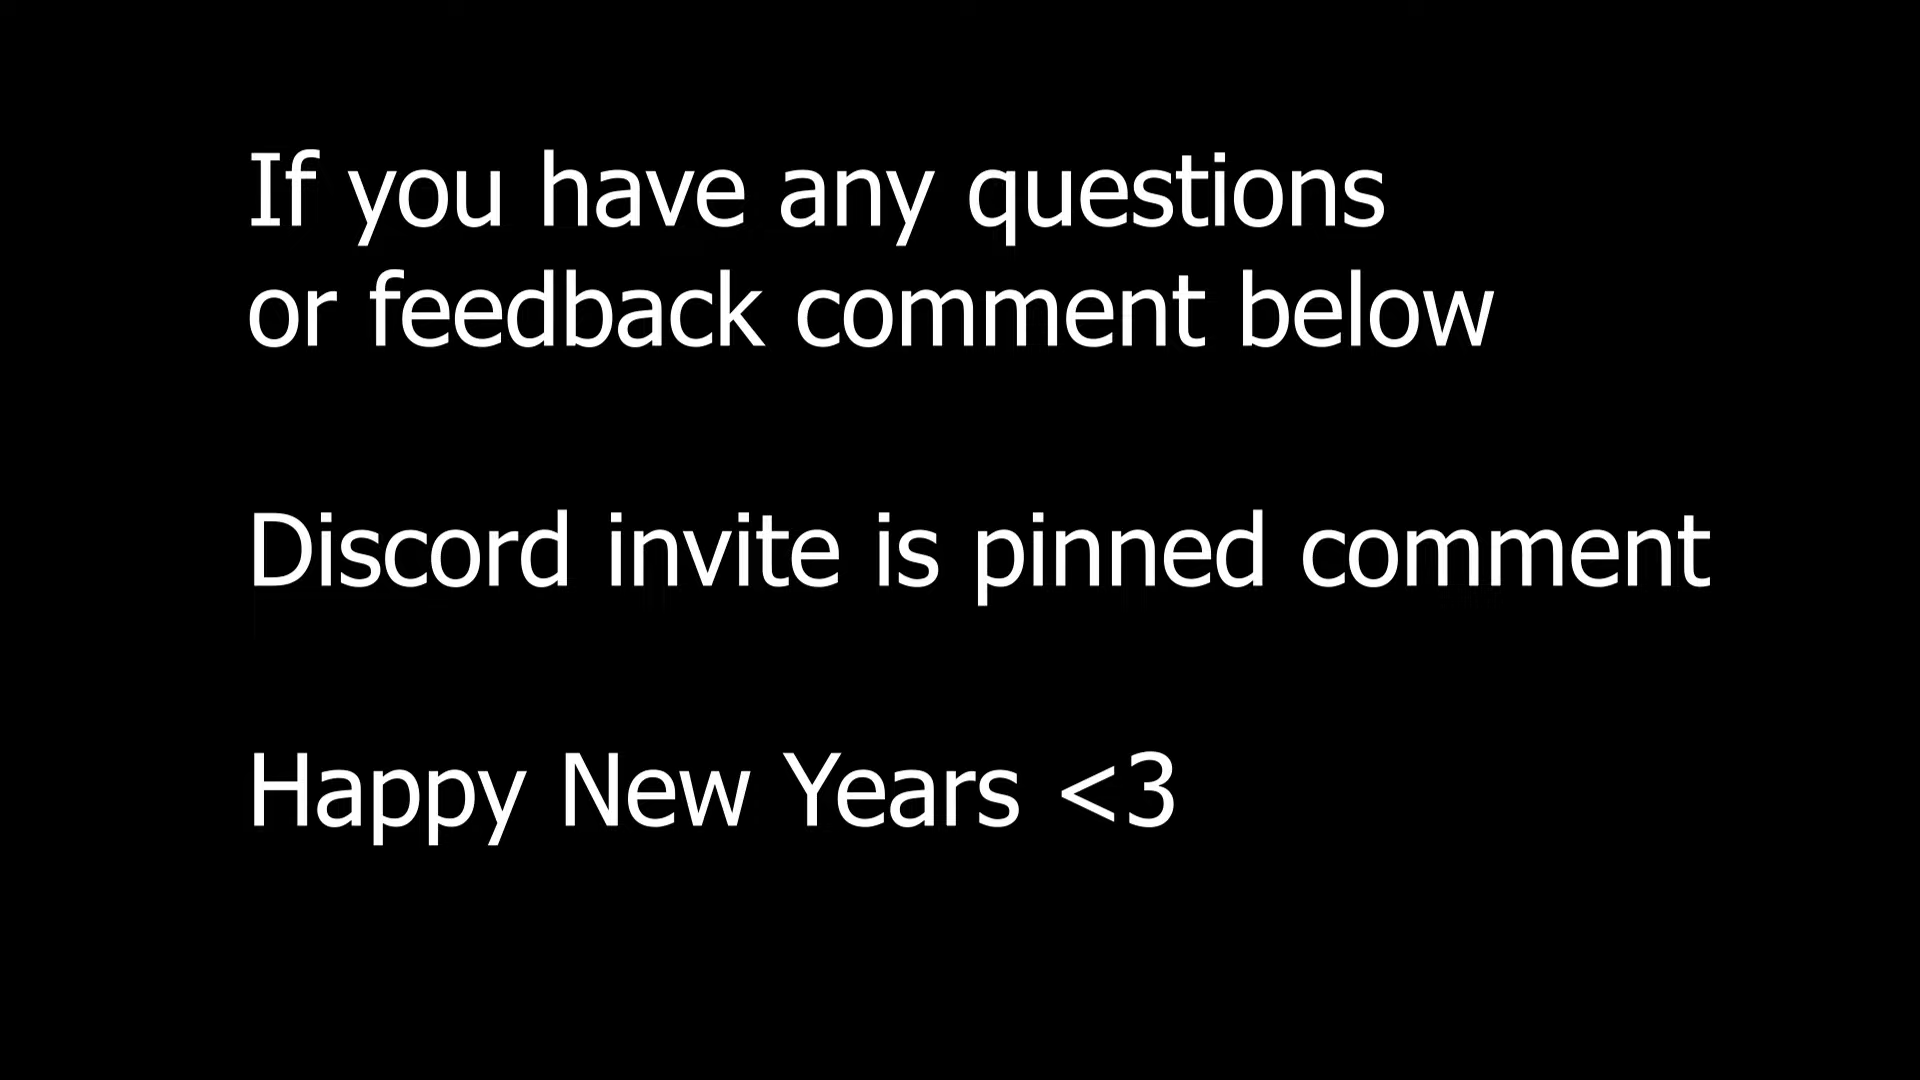 If you have any questions
or feedback comment below
Discord invite is pinned comment
Happy New Years <3